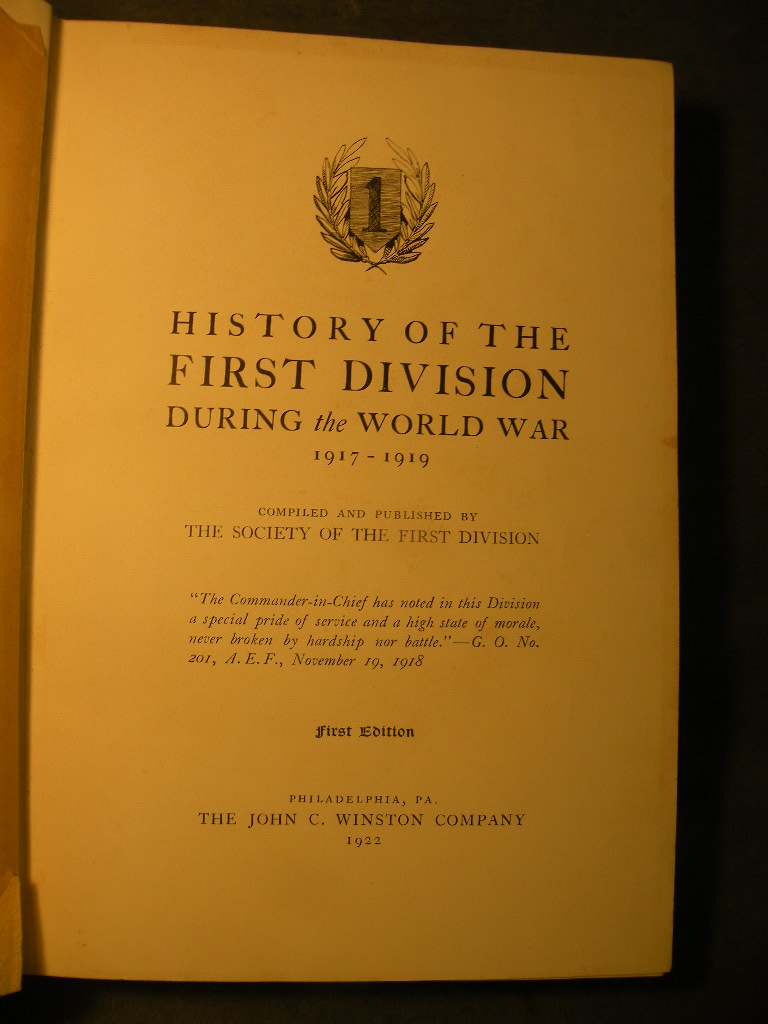 1
HISTORY OF THE
FIRST DIVISION
DURING the WORLD WAR
1917-1919
COMPILED AND PUBLISHED BY
THE SOCIETY OF THE FIRST DIVISION
“The Commander-in-Chief has noted in this Division
a special pride of service and a high state of morale,
never broken by hardship nor battle.”—G. O. No.
201, A. E. F., November 19, 1918
First Edition
PHILADELPHIA, PA.
THE JOHN C. WINSTON COMPANY
1922